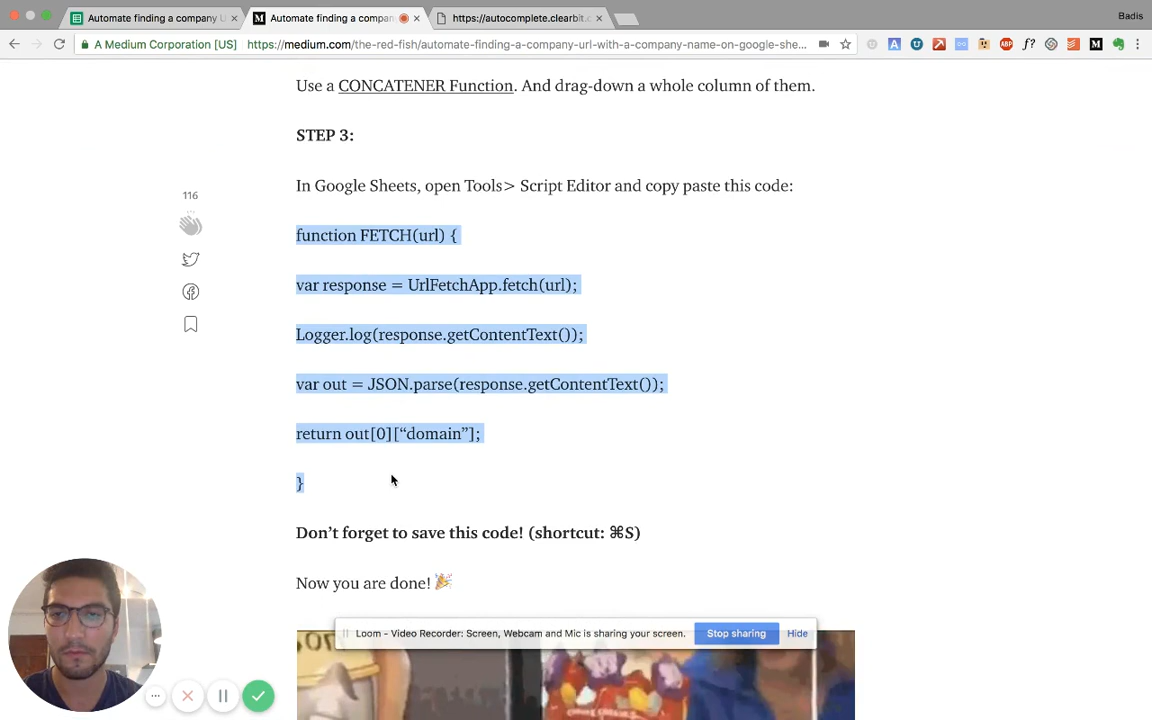 Automate finding a company U
Automate finding a compan
https://autocomplete.clearbit.c
Badis
A Medium Corporation [US]
https://medium.com/the-red-fish/automate-finding-a-company-url-with-a-company-name-on-google-she...
Use a CONCATENER Function. And drag-down a whole column of them.
STEP 3:
116
In Google Sheets, open Tools> Script Editor and copy paste this code:
function FETCH(url) {
var response = UrlFetchApp.fetch(url);
Logger.log(response.getContentText());
var out = JSON.parse(response.getContentText());
return out[0][“domain”];
}
Don’t forget to save this code! (shortcut: ⌘S)
Now you are done! 🎉
Loom - Video Recorder: Screen, Webcam and Mic is sharing your screen.
Stop sharing
Hide